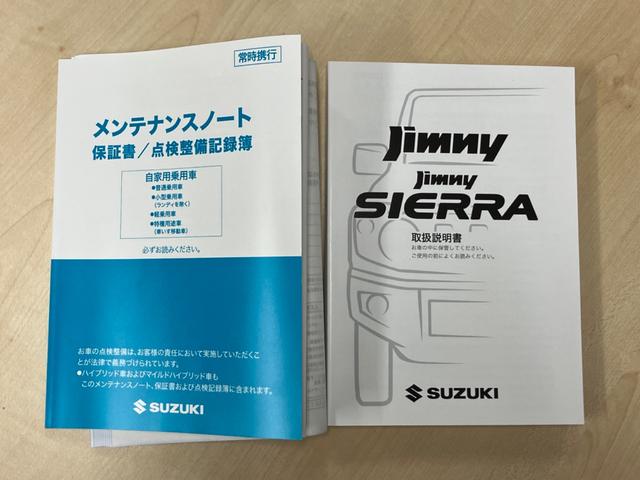 常時携行
メンテナンスノート
保証書/点検整備記録簿
自家用乗用車
●普通乗用車
●小型乗用車
(ランディを除く)
●軽乗用車
●特種用途車
(車いす移動車)
必ずお読みください。
お車の点検整備は、お客様の責任において実施していただくこ
とが法律で義務づけられています。
●ハイブリッド車およびマイルドハイブリッド車も
このメンテナンスノート、保証書および点検記録簿に含まれます。
SUZUKI
Jimny
Jimny
SIERRA
取扱説明書
お車の中に保管してください。
ご使用の前によくお読みください。
SUZUKI